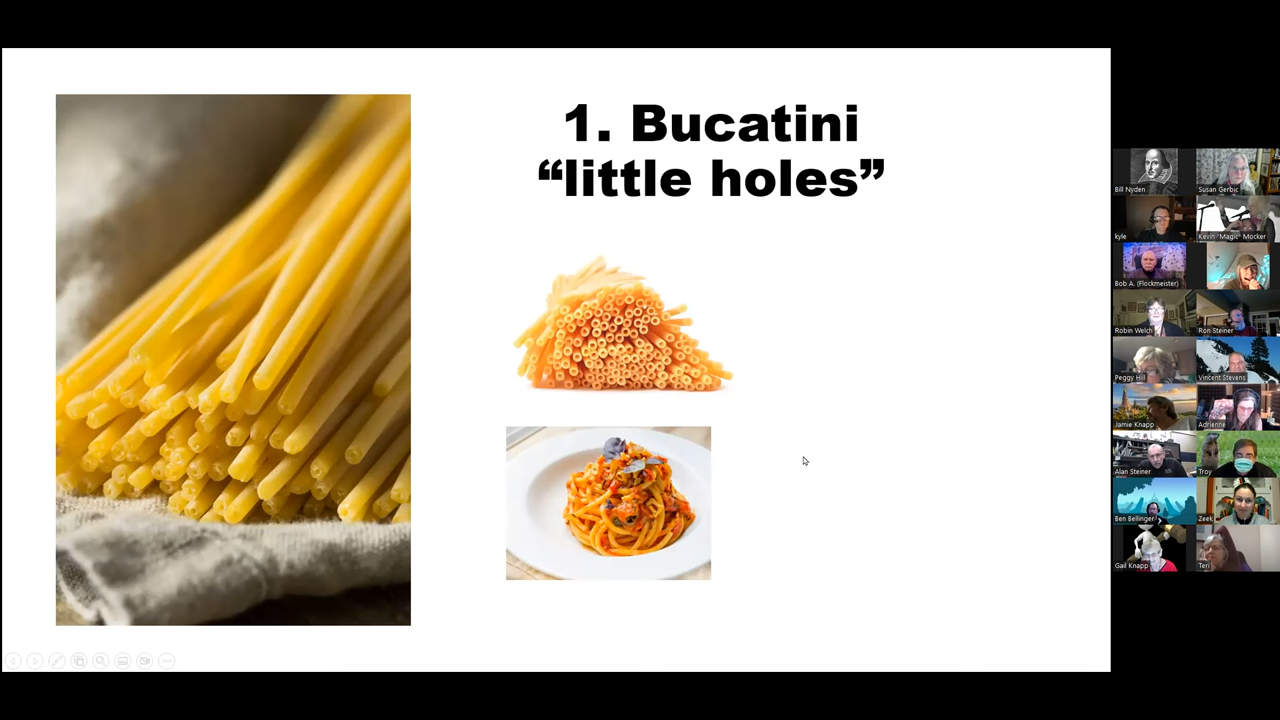 1. Bucatini
“little holes”
Bill Nyden
Susan Gerbic
kyle
Kevin "Magic" Mocker
Bob A. (Flockmeister)
Robin Welch
Ron Steiner
Peggy Hill
Vincent Stevens
Jamie Knapp
Adrienne
Alan Steiner
Troy
Ben Bellinger
Zeek
Gail Knapp
Teri